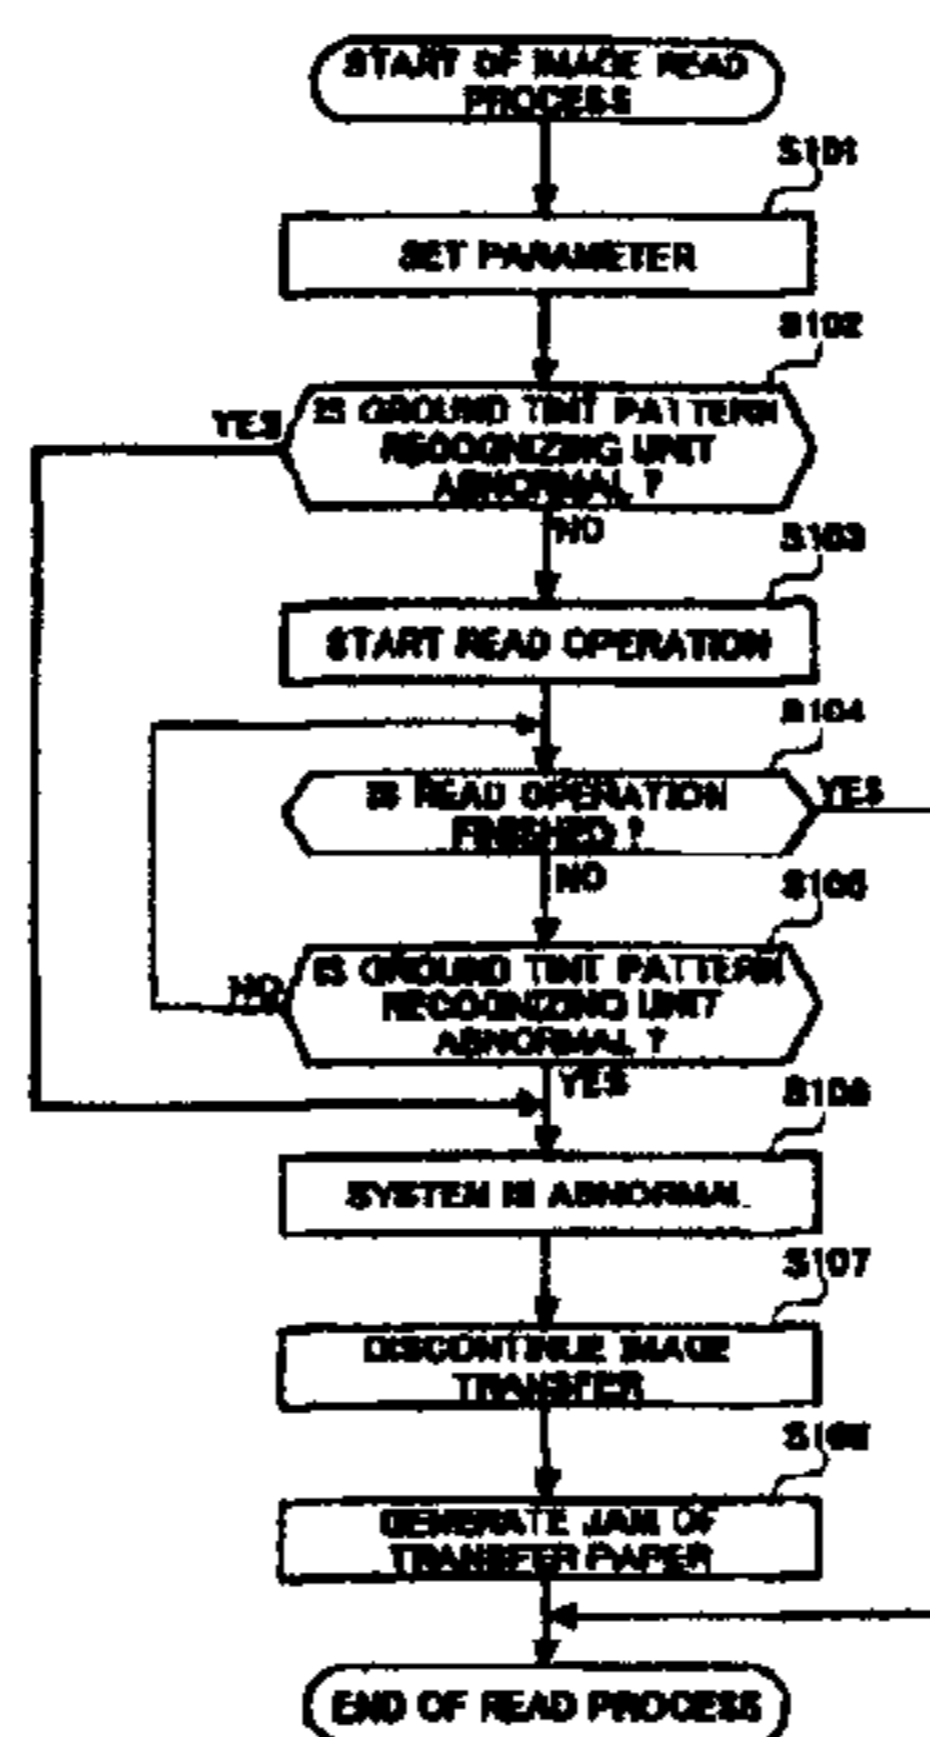 START OF IMAGE READ
PROCESS
S101
SET PARAMETER
S102
IS GROUND TINT PATTERN
RECOGNIZING UNIT
ABNORMAL ?
YES
NO
S103
START READ OPERATION
S104
IS READ OPERATION
FINISHED ?
YES
NO
S105
IS GROUND TINT PATTERN
RECOGNIZING UNIT
ABNORMAL ?
NO
YES
S106
SYSTEM IS ABNORMAL
S107
DISCONTINUE IMAGE
TRANSFER
S108
GENERATE JAM OF
TRANSFER PAPER
END OF READ PROCESS